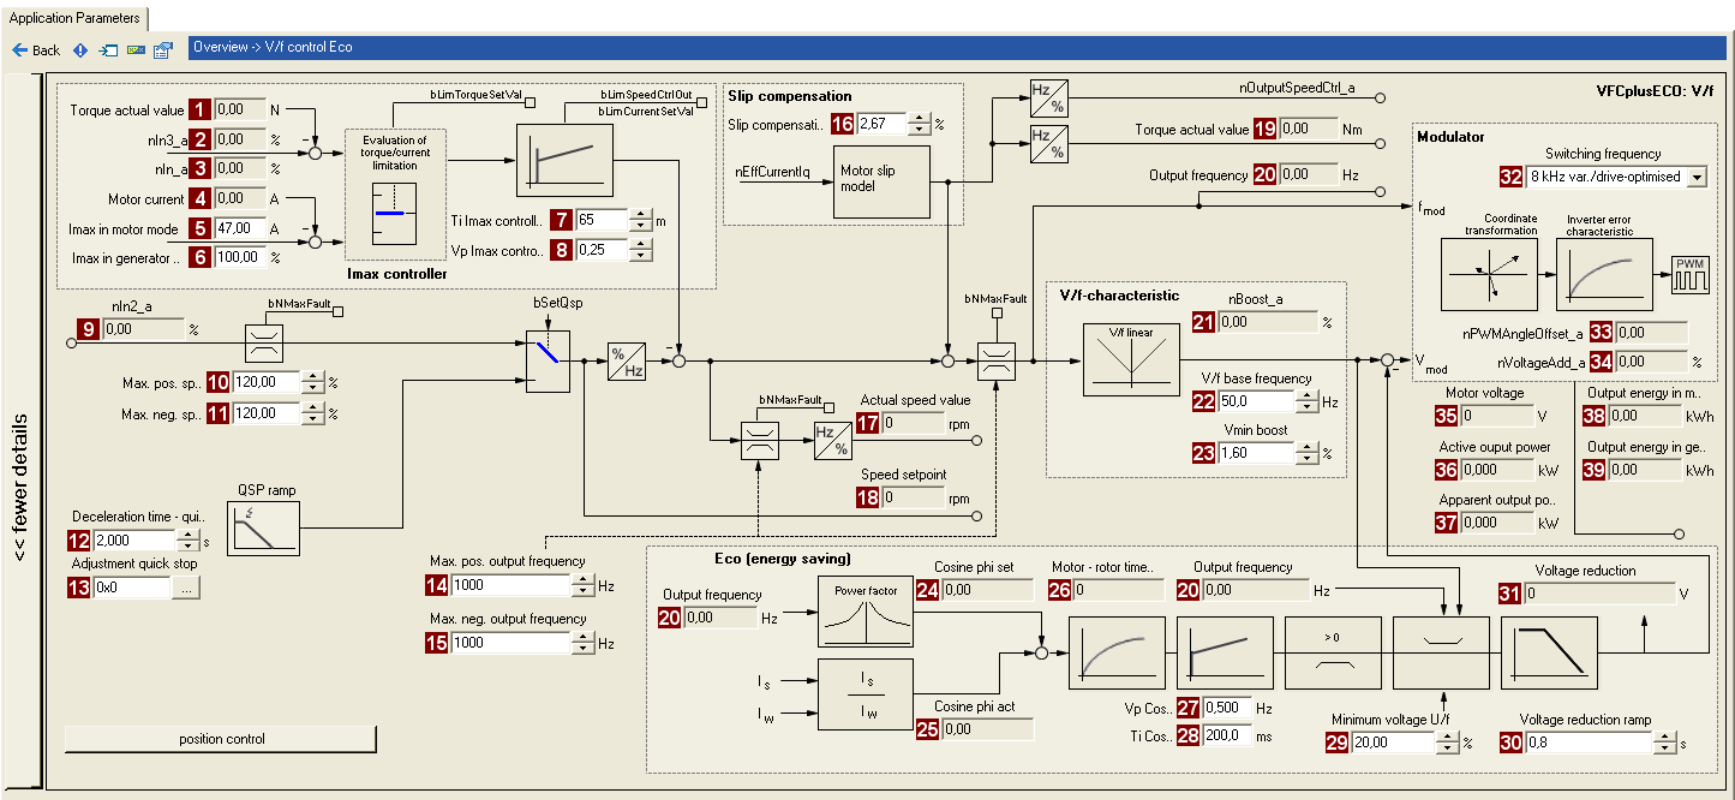 Application Parameters
Back
Overview -> V/f control Eco
<< fewer details
Torque actual value 1 0,00 N
nIn3_a 2 0,00 %
nIn_a 3 0,00 %
Motor current 4 0,00 A
Imax in motor mode 5 47,00 A
Imax in generator .. 6 100,00 %
bLimTorqueSetVal
bLimSpeedCtrlOut
bLimCurrentSetVal
Evaluation of
torque/current
limitation
Ti Imax controll.. 7 65 m
Vp Imax contro.. 8 0,25
Imax controller
Slip compensation
Slip compensati.. 16 2,67 %
nEffCurrentIq
Motor slip
model
Hz
%
Hz
%
nOutputSpeedCtrl_a
Torque actual value 19 0,00 Nm
Output frequency 20 0,00 Hz
VFCplusECO: V/f
Modulator
Switching frequency
32 8 kHz var./drive-optimised
f mod
Coordinate
transformation
Inverter error
characteristic
PWM
nPWMAngleOffset_a 33 0,00
nVoltageAdd_a 34 0,00 %
V mod
nIn2_a
9 0,00 %
bNMaxFault
Max. pos. sp.. 10 120,00 %
Max. neg. sp.. 11 120,00 %
bSetQsp
%
Hz
bNMaxFault
Hz
%
Actual speed value
17 0 rpm
Speed setpoint
18 0 rpm
bNMaxFault
V/f-characteristic
V/f linear
nBoost_a
21 0,00 %
V/f base frequency
22 50,0 Hz
Vmin boost
23 1,60 %
Motor voltage
35 0 V
Output energy in m..
38 0,00 kWh
Active ouput power
36 0,000 kW
Output energy in ge..
39 0,00 kWh
Apparent output po..
37 0,000 kW
QSP ramp
Deceleration time - qui..
12 2,000 s
Adjustment quick stop
13 0x0 ...
Max. pos. output frequency
14 1000 Hz
Max. neg. output frequency
15 1000 Hz
position control
Eco (energy saving)
Output frequency
20 0,00 Hz
Power factor
Cosine phi set
24 0,00
Motor - rotor time..
26 0
Output frequency
20 0,00 Hz
Voltage reduction
31 0 V
> 0
I s
I w
I s
I w
Cosine phi act
25 0,00
Vp Cos.. 27 0,500 Hz
Ti Cos.. 28 200,0 ms
Minimum voltage U/f
29 20,00 %
Voltage reduction ramp
30 0,8 s